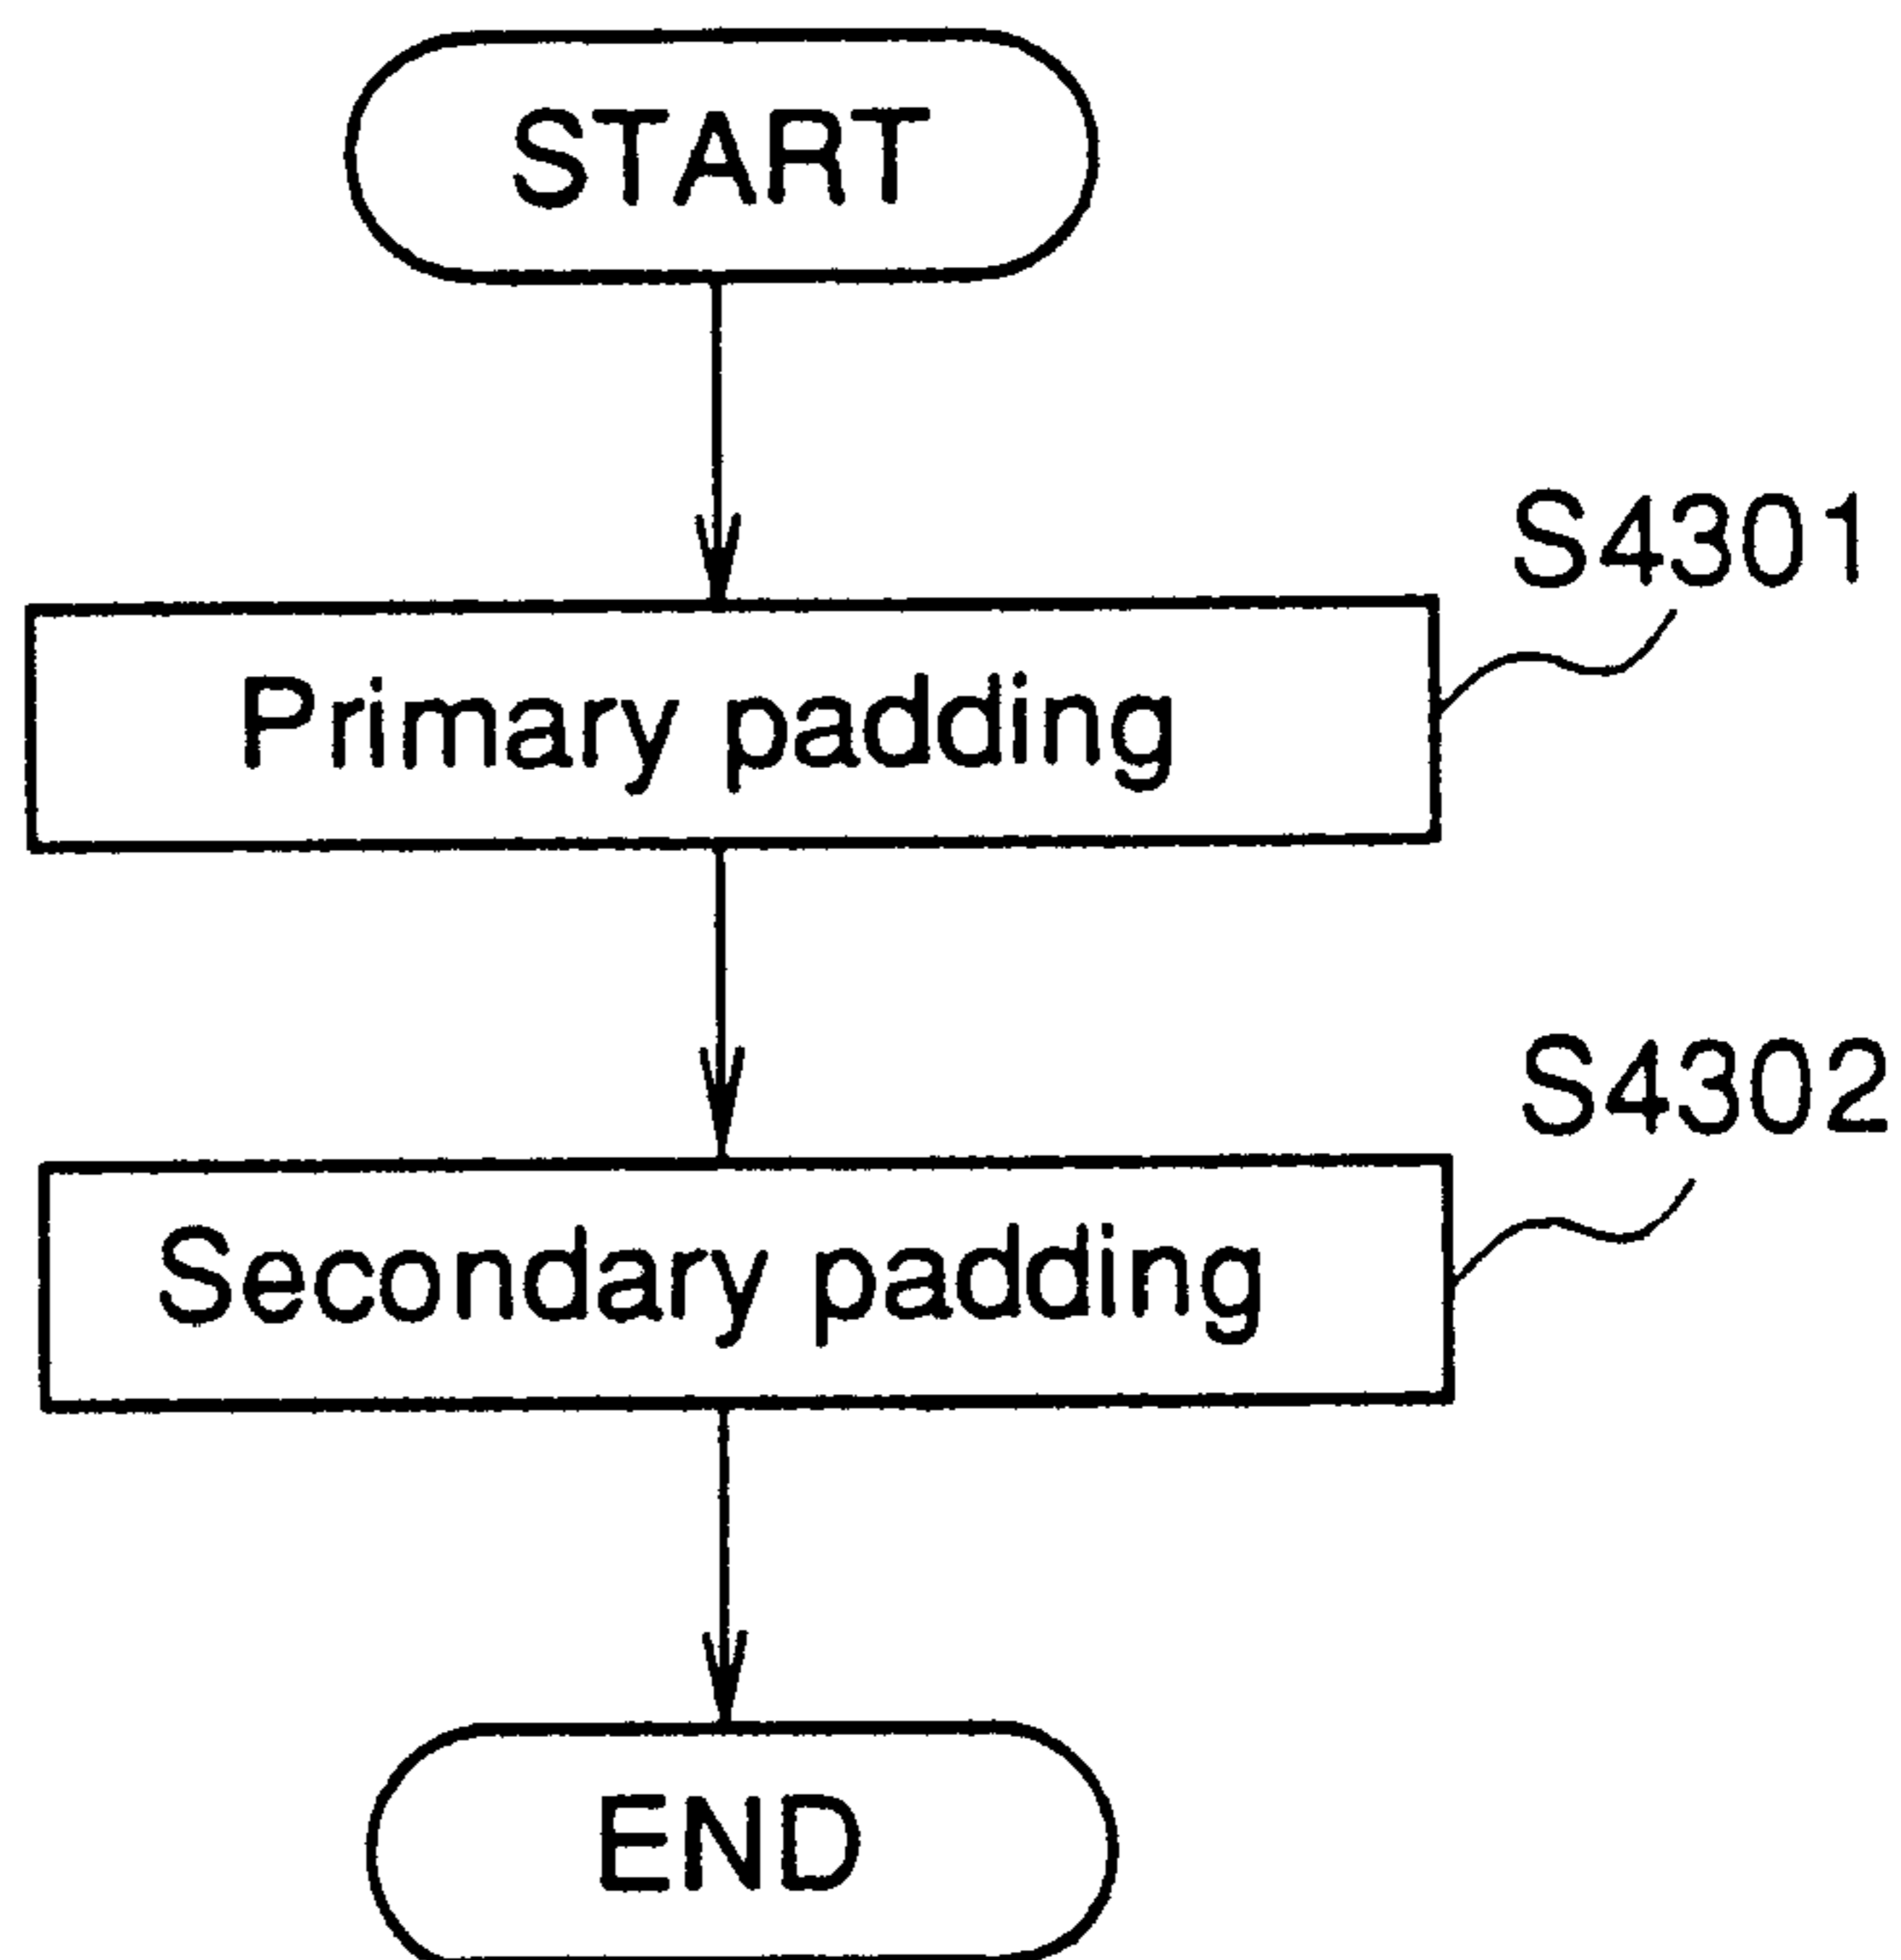 START
S4301
Primary padding
S4302
Secondary padding
END